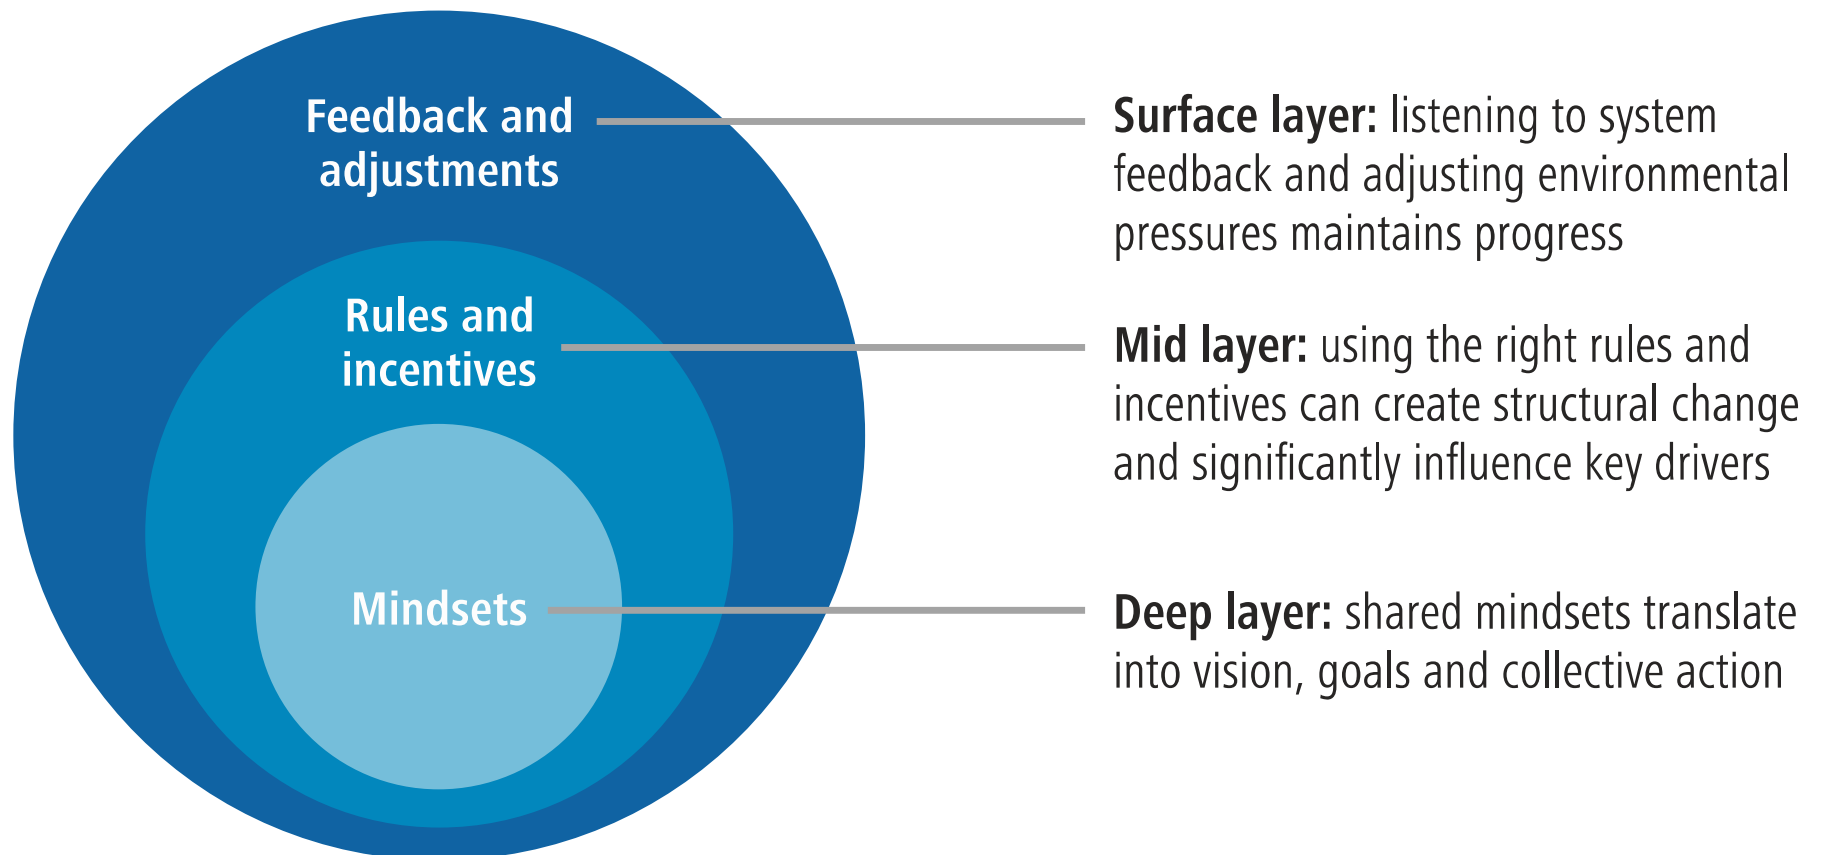 Feedback and
adjustments
Surface layer: listening to system
feedback and adjusting environmental
pressures maintains progress
Rules and
incentives
Mid layer: using the right rules and
incentives can create structural change
and significantly influence key drivers
Mindsets
Deep layer: shared mindsets translate
into vision, goals and collective action